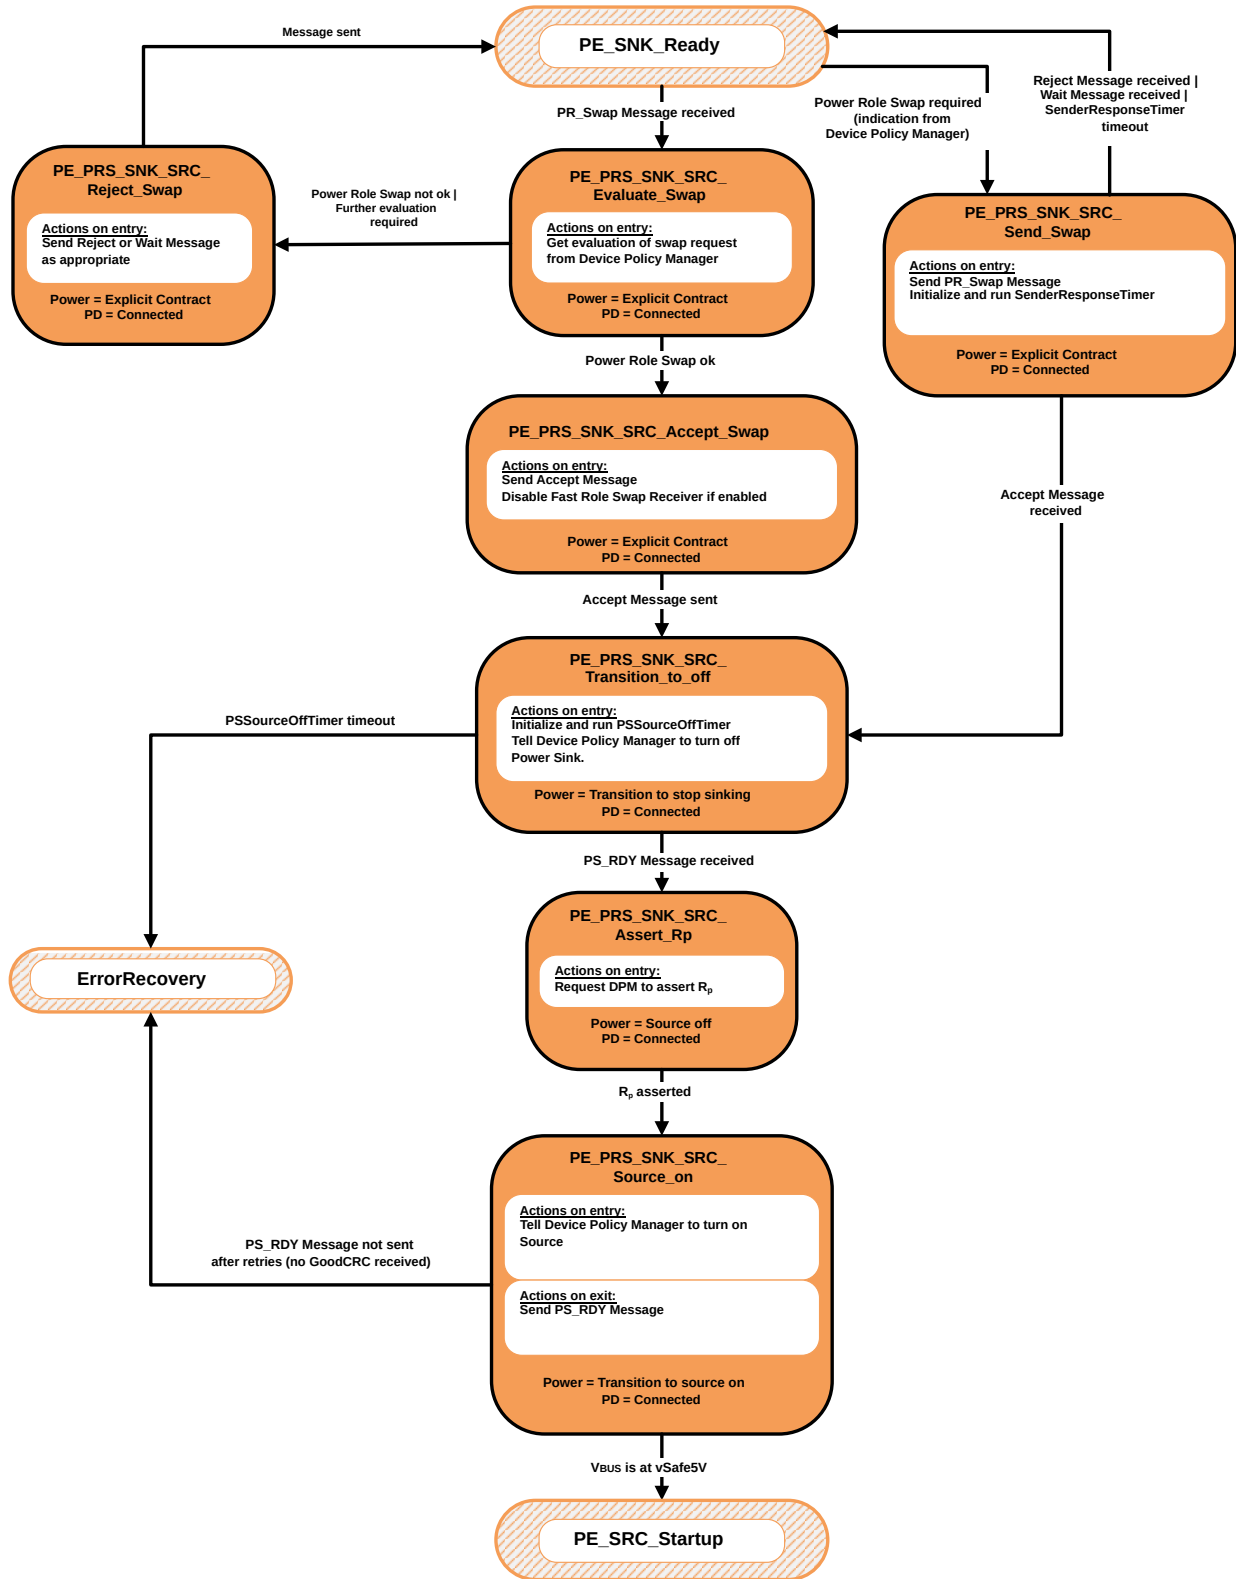 Message sent
PE_SNK_Ready
Reject Message received |
Wait Message received |
SenderResponseTimer
timeout
Power Role Swap required
(indication from
Device Policy Manager)
PR_Swap Message received
PE_PRS_SNK_SRC_
Reject_Swap
Actions on entry:
Send Reject or Wait Message
as appropriate
Power = Explicit Contract
PD = Connected
Power Role Swap not ok |
Further evaluation
required
PE_PRS_SNK_SRC_
Evaluate_Swap
Actions on entry:
Get evaluation of swap request
from Device Policy Manager
Power = Explicit Contract
PD = Connected
PE_PRS_SNK_SRC_
Send_Swap
Actions on entry:
Send PR_Swap Message
Initialize and run SenderResponseTimer
Power = Explicit Contract
PD = Connected
Power Role Swap ok
PE_PRS_SNK_SRC_Accept_Swap
Actions on entry:
Send Accept Message
Disable Fast Role Swap Receiver if enabled
Power = Explicit Contract
PD = Connected
Accept Message
received
Accept Message sent
PE_PRS_SNK_SRC_
Transition_to_off
Actions on entry:
Initialize and run PSSourceOffTimer
Tell Device Policy Manager to turn off
Power Sink.
Power = Transition to stop sinking
PD = Connected
PSSourceOffTimer timeout
PS_RDY Message received
PE_PRS_SNK_SRC_
Assert_Rp
Actions on entry:
Request DPM to assert Rp
Power = Source off
PD = Connected
ErrorRecovery
Rp asserted
PE_PRS_SNK_SRC_
Source_on
Actions on entry:
Tell Device Policy Manager to turn on
Source
Actions on exit:
Send PS_RDY Message
Power = Transition to source on
PD = Connected
PS_RDY Message not sent
after retries (no GoodCRC received)
VBUS is at vSafe5V
PE_SRC_Startup